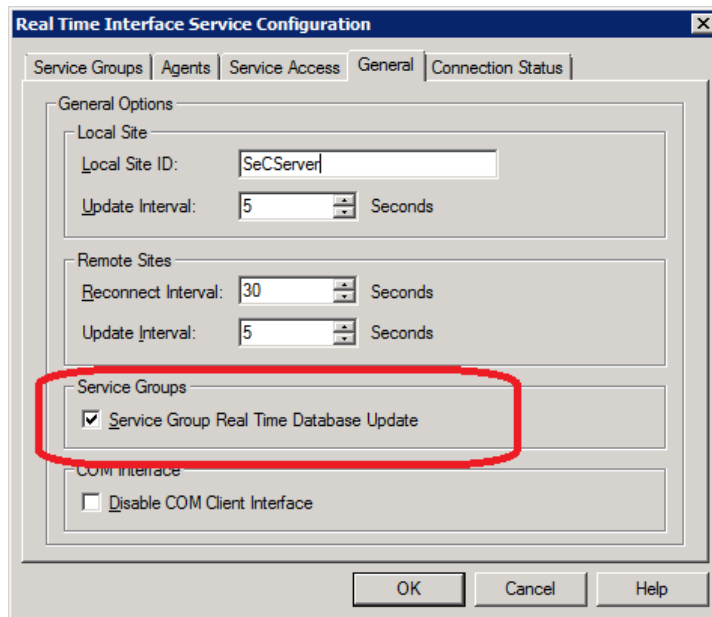 Real Time Interface Service Configuration
Service Groups Agents Service Access General Connection Status
General Options
Local Site
Local Site ID: SeCServer
Update Interval: 5 Seconds
Remote Sites
Reconnect Interval: 30 Seconds
Update Interval: 5 Seconds
Service Groups
Service Group Real Time Database Update
COM Interface
Disable COM Client Interface
OK Cancel Help